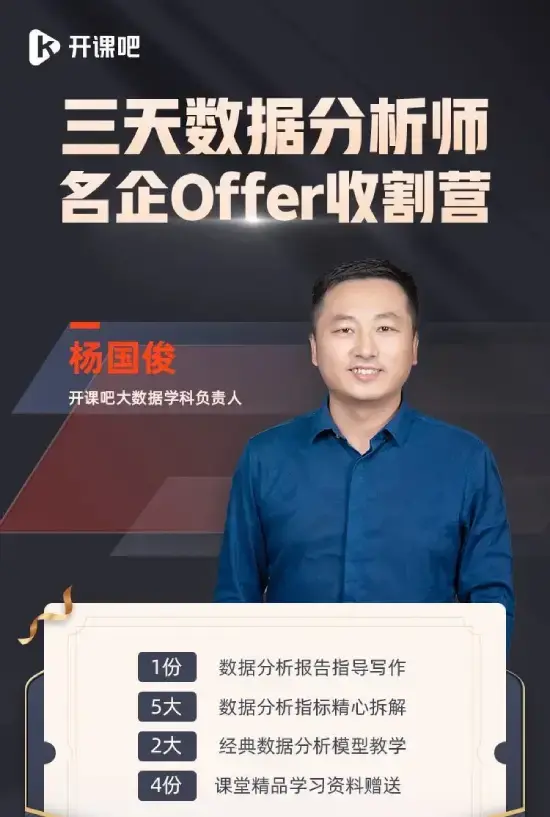 开课吧
三天数据分析师
名企Offer收割营
杨国俊
开课吧大数据学科负责人
1份 数据分析报告指导写作
5大 数据分析指标精心拆解
2大 经典数据分析模型教学
4份 课堂精品学习资料赠送